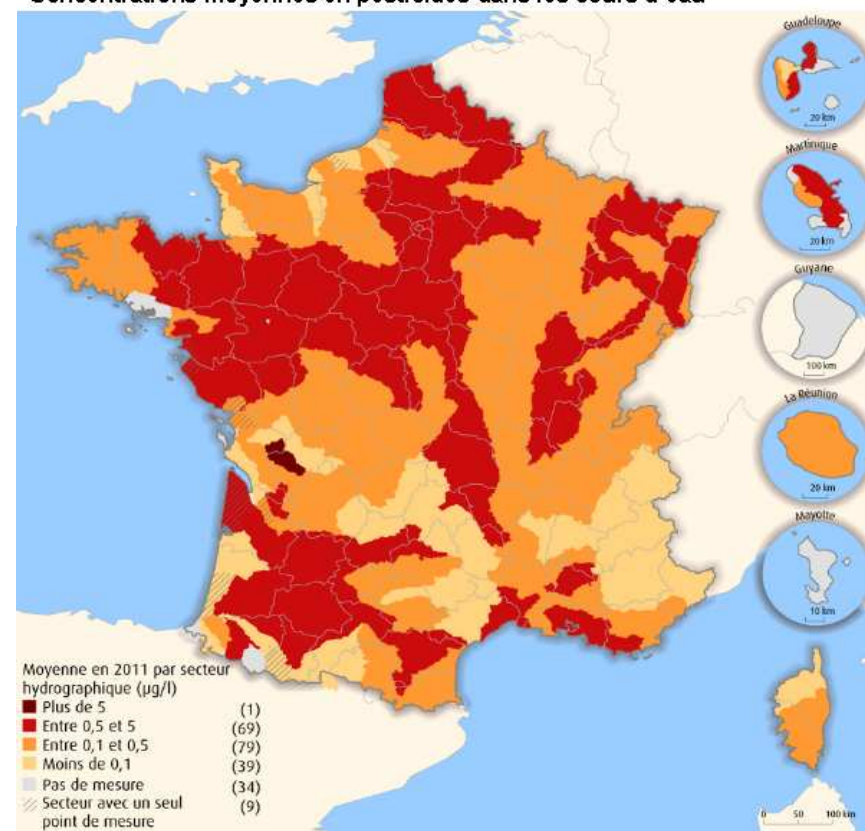 Concentrations moyennes en pesticides dans les cours d'eau
Guadeloupe
20 km
Martinique
20 km
Guyane
100 km
La Réunion
20 km
Mayotte
10 km
Moyenne en 2011 par secteur
hydrographique (µg/l)
Plus de 5 (1)
Entre 0,5 et 5 (69)
Entre 0,1 et 0,5 (79)
Moins de 0,1 (39)
Pas de mesure (34)
Secteur avec un seul (9)
point de mesure
0 50 100 km